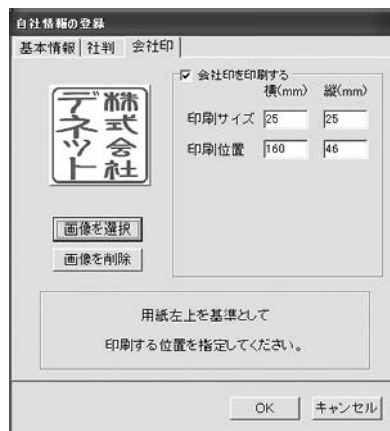 自社情報の登録
基本情報 社判 会社印
会社印を印刷する
横(mm) 縦(mm)
印刷サイズ 25 25
印刷位置 160 46
株式会社
デネット
画像を選択
画像を削除
用紙左上を基準として
印刷する位置を指定してください。
OK キャンセル